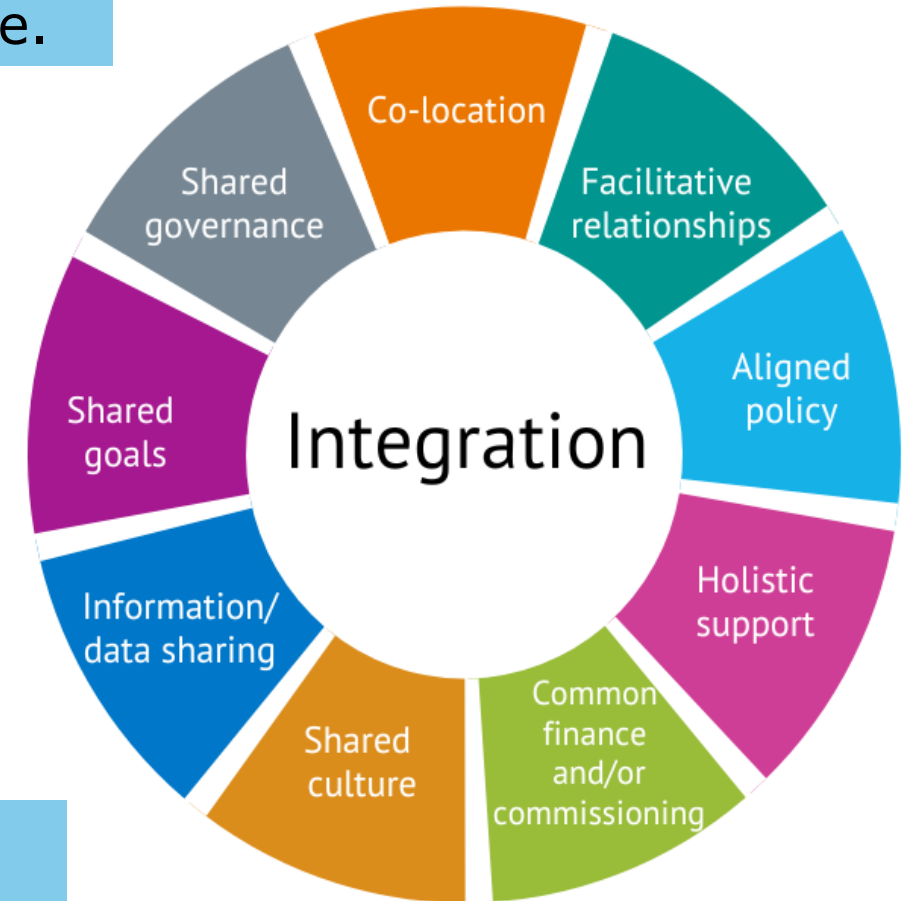 e.
Co-location
Facilitative
relationships
Aligned
policy
Holistic
support
Common
finance
and/or
commissioning
Shared
culture
Information/
data sharing
Shared
goals
Shared
governance
Integration